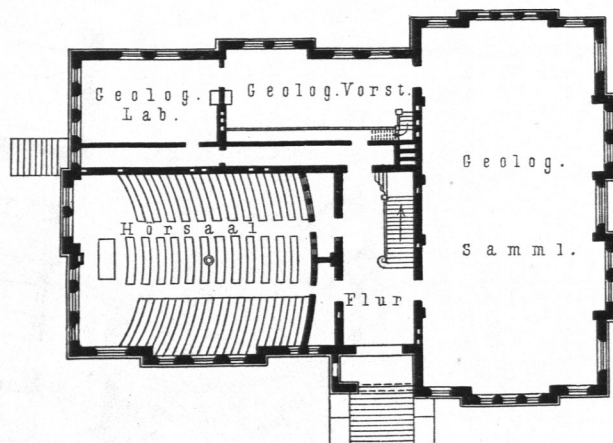 Geolog.
Lab.
Geolog. Vorst.
Geolog.
Samml.
Hörsaal
Flur